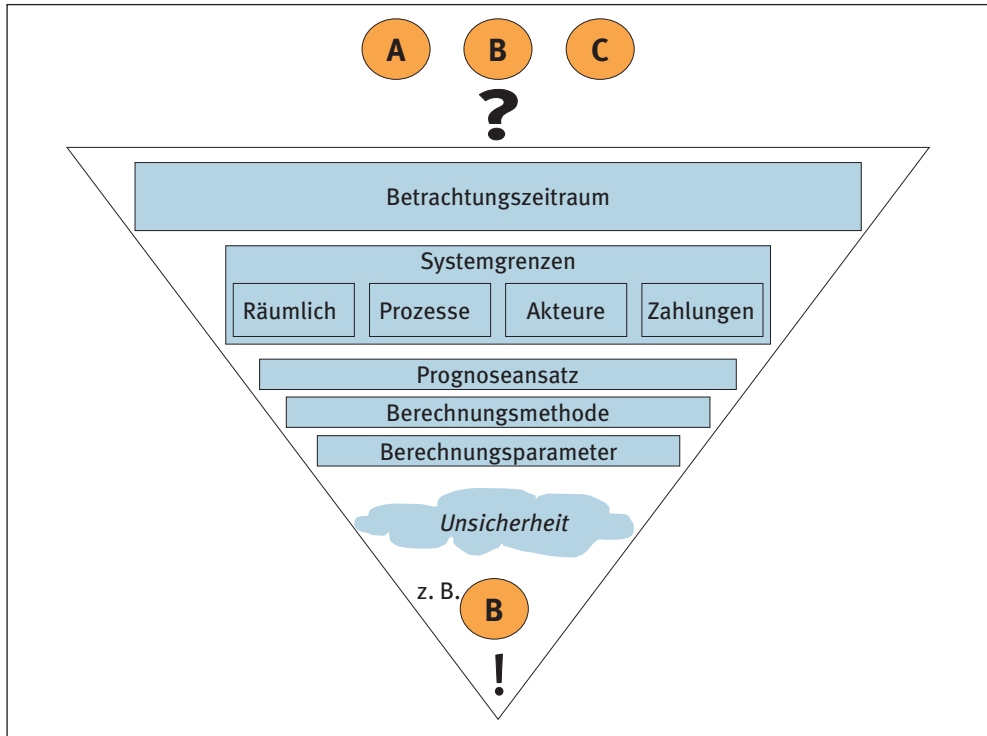 A B C
?
Betrachtungszeitraum
Systemgrenzen
Räumlich Prozesse Akteure Zahlungen
Prognoseansatz
Berechnungsmethode
Berechnungsparameter
Unsicherheit
z. B. B
!